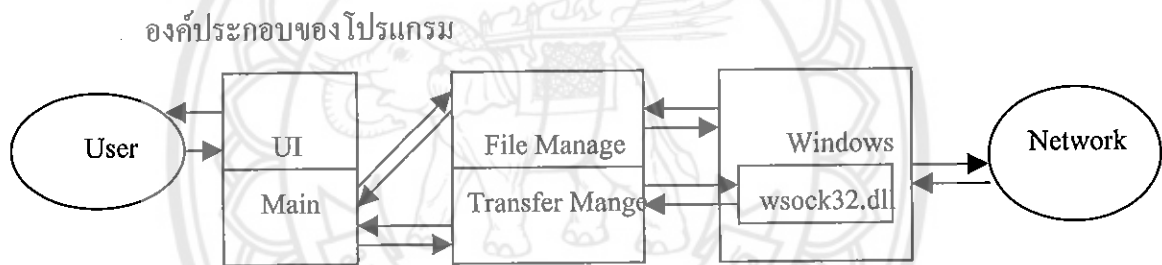 องค์ประกอบของโปรแกรม
User
UI
Main
File Manage
Transfer Mange
Windows
wsock32.dll
Network